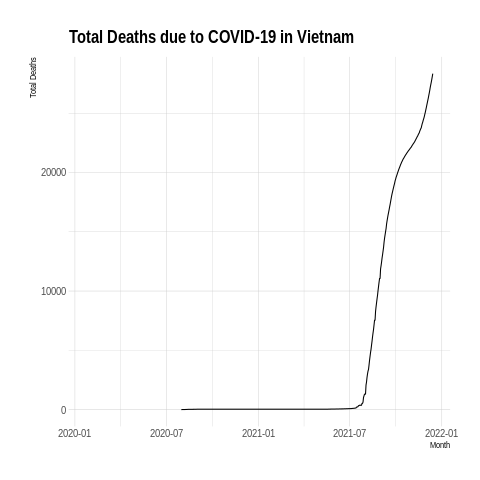 Total Deaths due to COVID-19 in Vietnam
Total Deaths
20000
10000
0
2020-01 2020-07 2021-01 2021-07 2022-01
Month